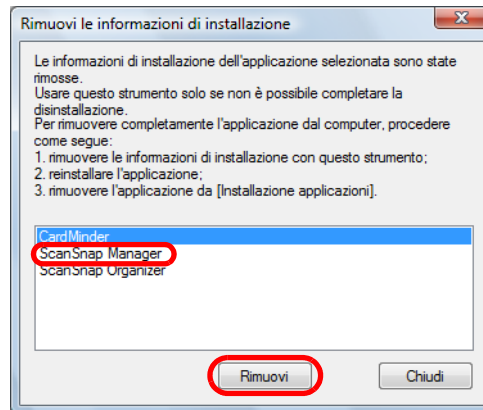 Rimuovi le informazioni di installazione
Le informazioni di installazione dell'applicazione selezionata sono state
rimosse.
Usare questo strumento solo se non è possibile completare la
disinstallazione.
Per rimuovere completamente l'applicazione dal computer, procedere
come segue:
1. rimuovere le informazioni di installazione con questo strumento;
2. reinstallare l'applicazione;
3. rimuovere l'applicazione da [Installazione applicazioni].
CardMinder
ScanSnap Manager
ScanSnap Organizer
Rimuovi
Chiudi